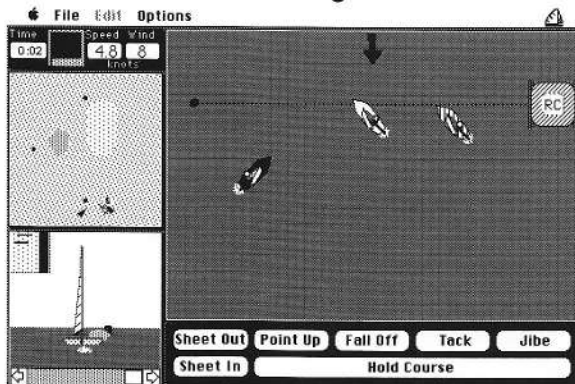 File Edit Options
Time Speed Wind
0:02 4.8 8
knots
RC
Sheet Out Point Up Fall Off Tack Jibe
Sheet In Hold Course